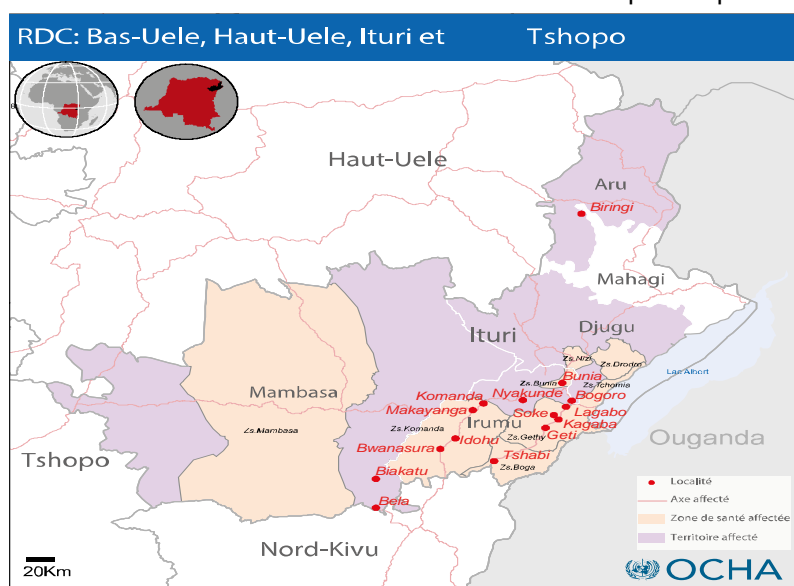 RDC: Bas-Uele, Haut-Uele, Ituri et Tshopo
Haut-Uele
Aru
Biringi
Mahagi
Ituri
Djugu
Zs.Nizi
Zs.Drodro
Bunia
Zs.Bunia
Zs.Tchomia
Lac Albert
Mambasa
Komanda
Nyakunde
Bogoro
Makayanga
Soke
Lagabo
Irumu
Kagaba
Zs.Mambasa
Zs.Komanda
Idohu
Zs.Gethy
Geti
Ouganda
Bwanasura
Tshabi
Tshopo
Zs.Boga
Biakatu
Bela
Nord-Kivu
Localité
Axe affecté
Zone de santé affectée
Territoire affecté
20Km
OCHA